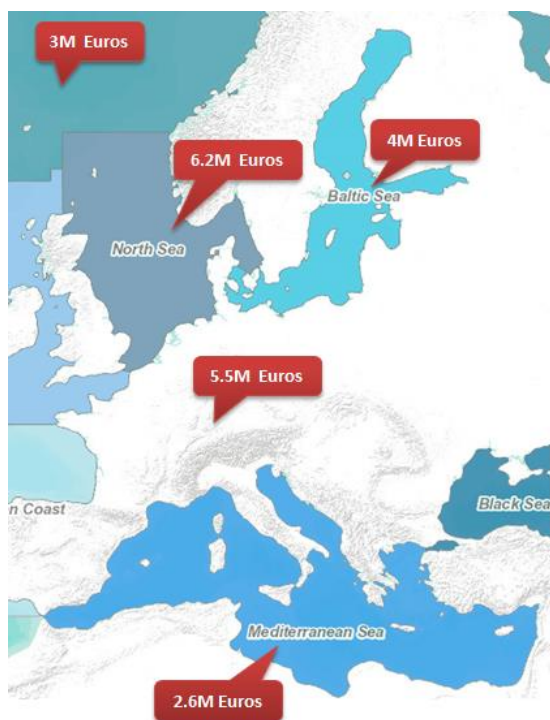 3M Euros
4M Euros
6.2M Euros
Baltic Sea
North Sea
5.5M Euros
n Coast
Black Sea
Mediterranean Sea
2.6M Euros